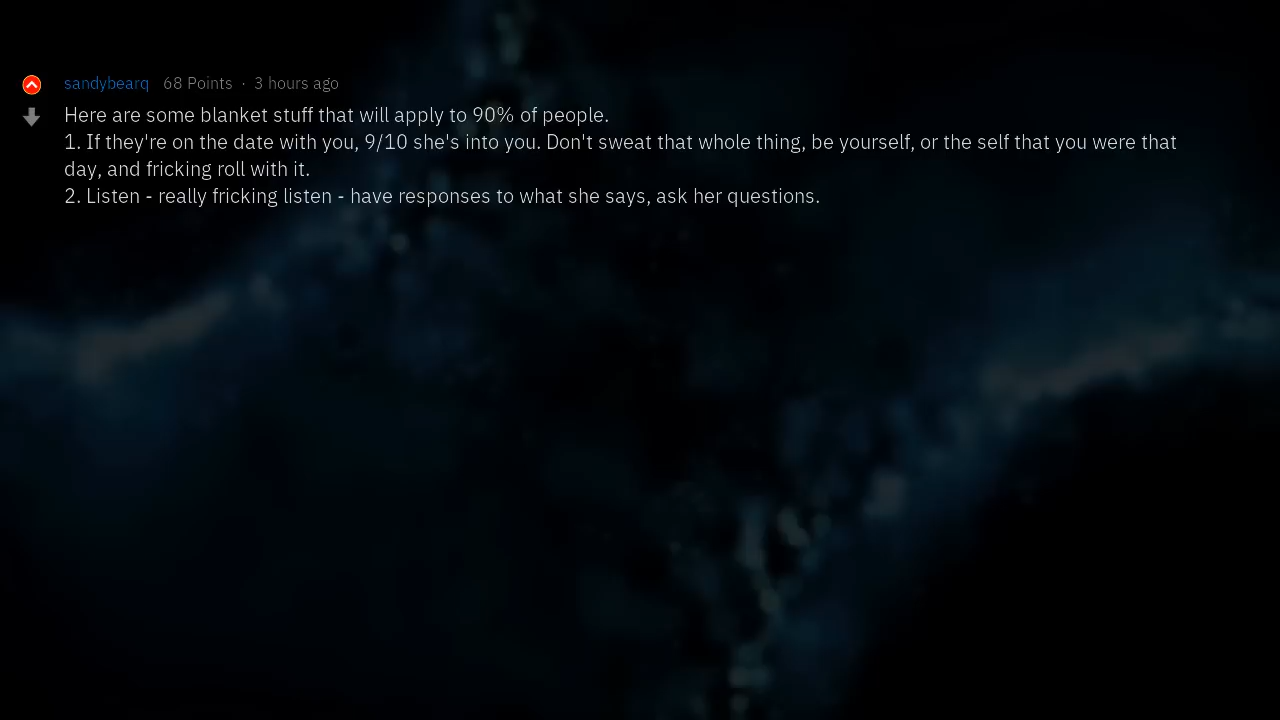 sandybearq 68 Points · 3 hours ago
Here are some blanket stuff that will apply to 90% of people.
1. If they're on the date with you, 9/10 she's into you. Don't sweat that whole thing, be yourself, or the self that you were that
day, and fricking roll with it.
2. Listen - really fricking listen - have responses to what she says, ask her questions.